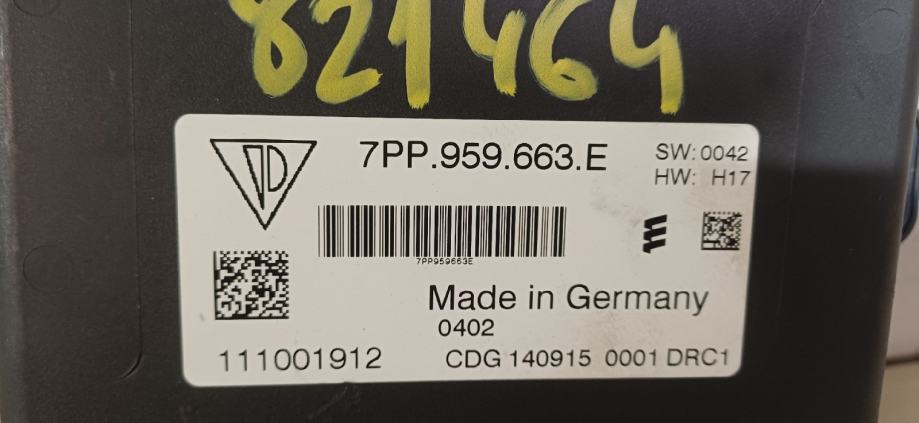 821464
7PP.959.663.E
SW:0042
HW: H17
7PP959663E
Made in Germany
0402
111001912
CDG 140915 0001 DRC1